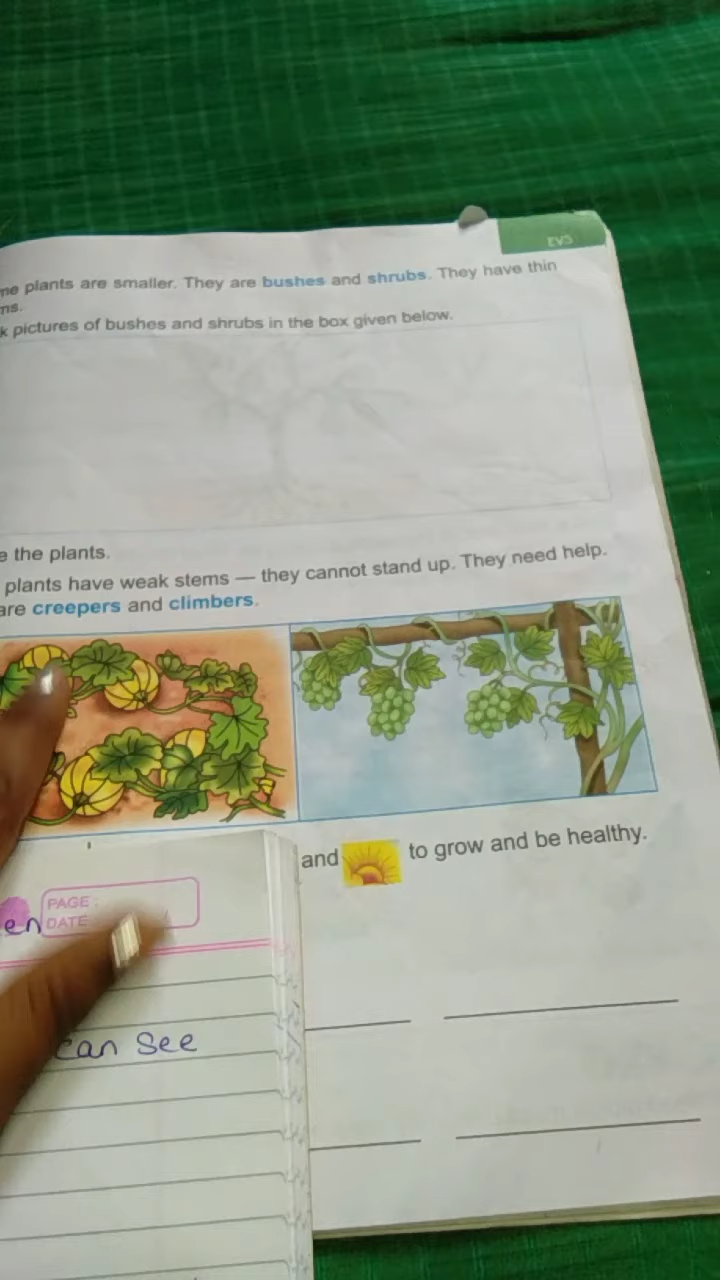 EVS
ne plants are smaller. They are bushes and shrubs. They have thin
ms.
k pictures of bushes and shrubs in the box given below.
e the plants.
plants have weak stems — they cannot stand up. They need help.
are creepers and climbers.
and to grow and be healthy.
PAGE :
en DATE
can See